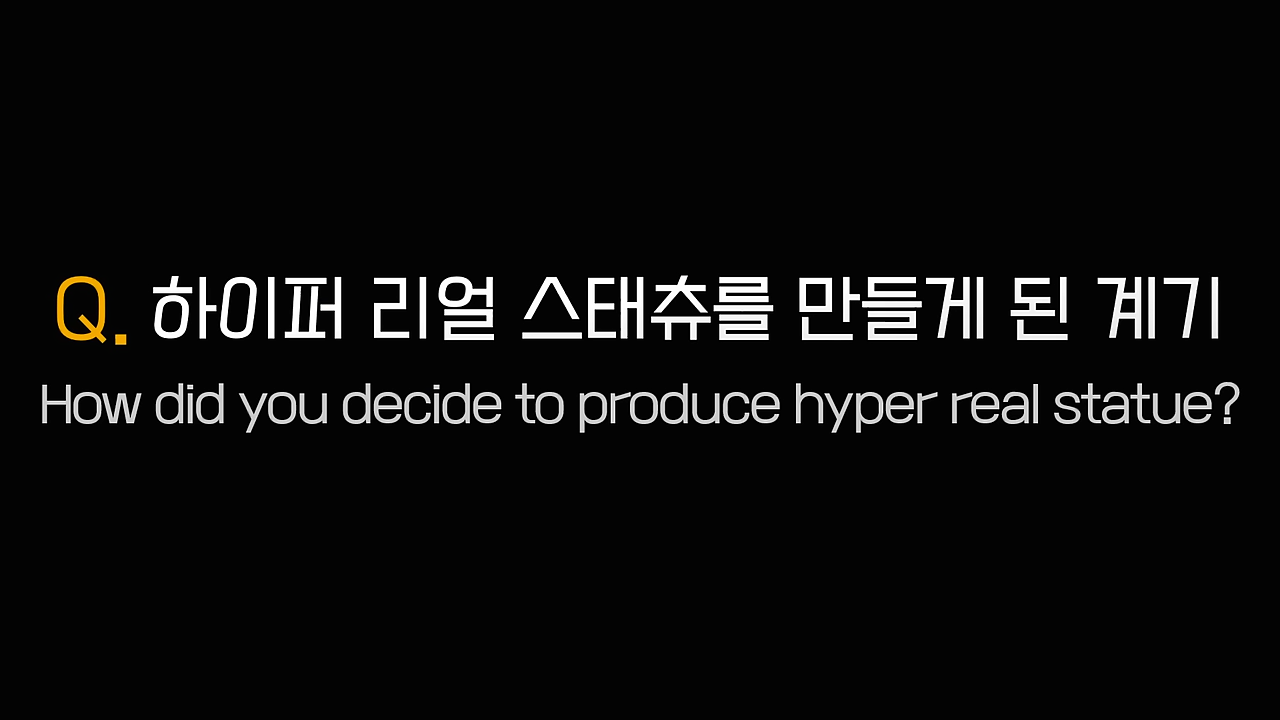 Q. 하이퍼 리얼 스태츄를 만들게 된 계기
How did you decide to produce hyper real statue?